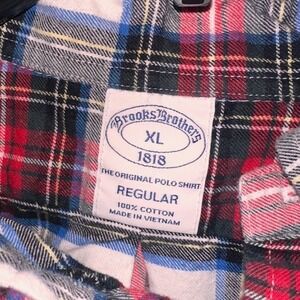 Brooks Brothers
XL
1818
THE ORIGINAL POLO SHIRT
REGULAR
100% COTTON
MADE IN VIETNAM